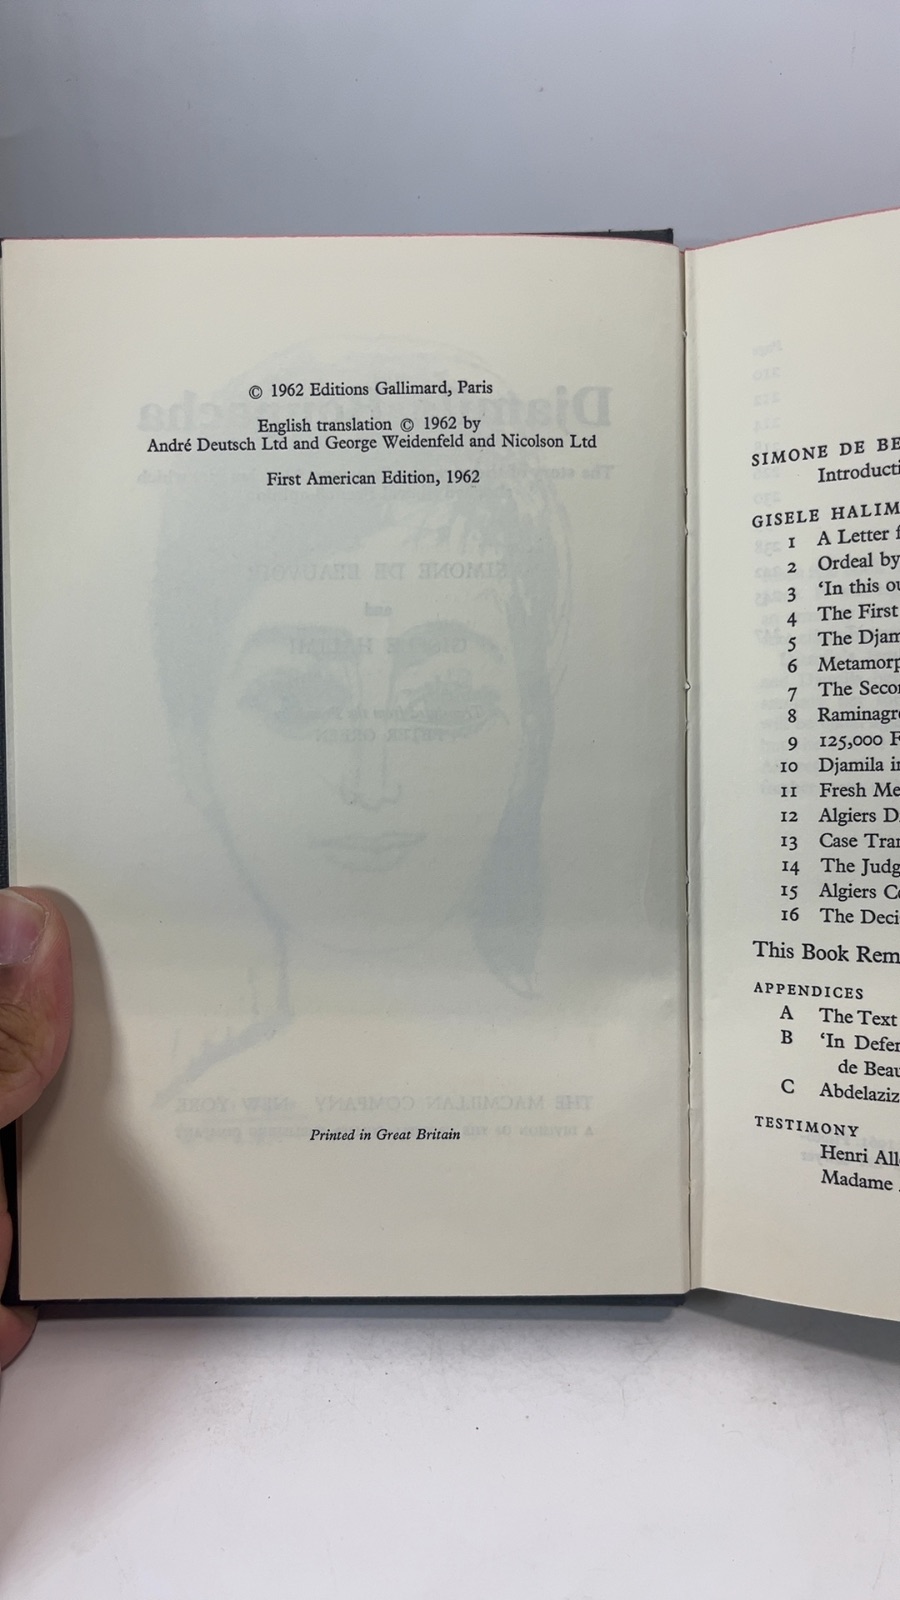 © 1962 Editions Gallimard, Paris
English translation © 1962 by
André Deutsch Ltd and George Weidenfeld and Nicolson Ltd
First American Edition, 1962
Printed in Great Britain
SIMONE DE BE
Introducti
GISELE HALIM
1 A Letter f
2 Ordeal by
3 ‘In this ou
4 The First
5 The Djam
6 Metamorp
7 The Secon
8 Raminagr
9 125,000 F
10 Djamila in
11 Fresh Me
12 Algiers D
13 Case Tran
14 The Judg
15 Algiers C
16 The Deci
This Book Rem
APPENDICES
A The Text
B ‘In Defen
de Beau
C Abdelaziz
TESTIMONY
Henri All
Madame